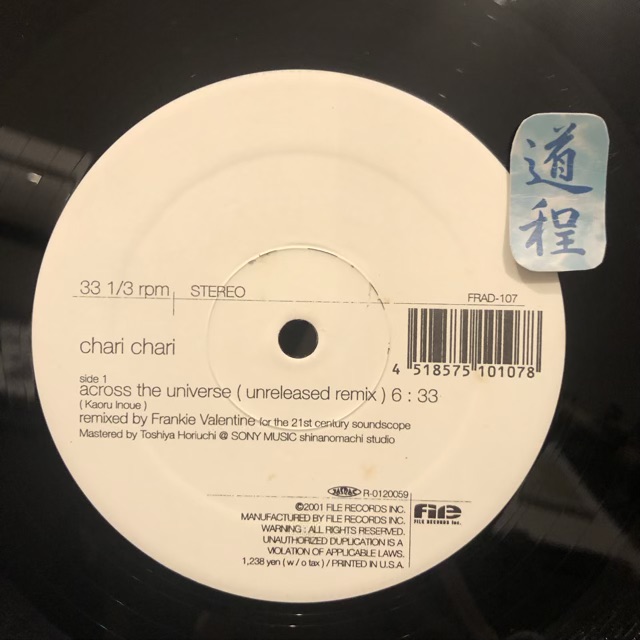 道程
33 1/3 rpm STEREO
FRAD-107
chari chari
4 518575 101078
side 1
across the universe ( unreleased remix ) 6 : 33
( Kaoru Inoue )
remixed by Frankie Valentine for the 21st century soundscope
Mastered by Toshiya Horiuchi @ SONY MUSIC shinanomachi studio
JASRAC R-0120059
©2001 FILE RECORDS INC.
MANUFACTURED BY FILE RECORDS INC.
WARNING : ALL RIGHTS RESERVED.
UNAUTHORIZED DUPLICATION IS A
VIOLATION OF APPLICABLE LAWS.
1,238 yen ( w / o tax ) / PRINTED IN U.S.A.
FILE
FILE RECORDS Inc.